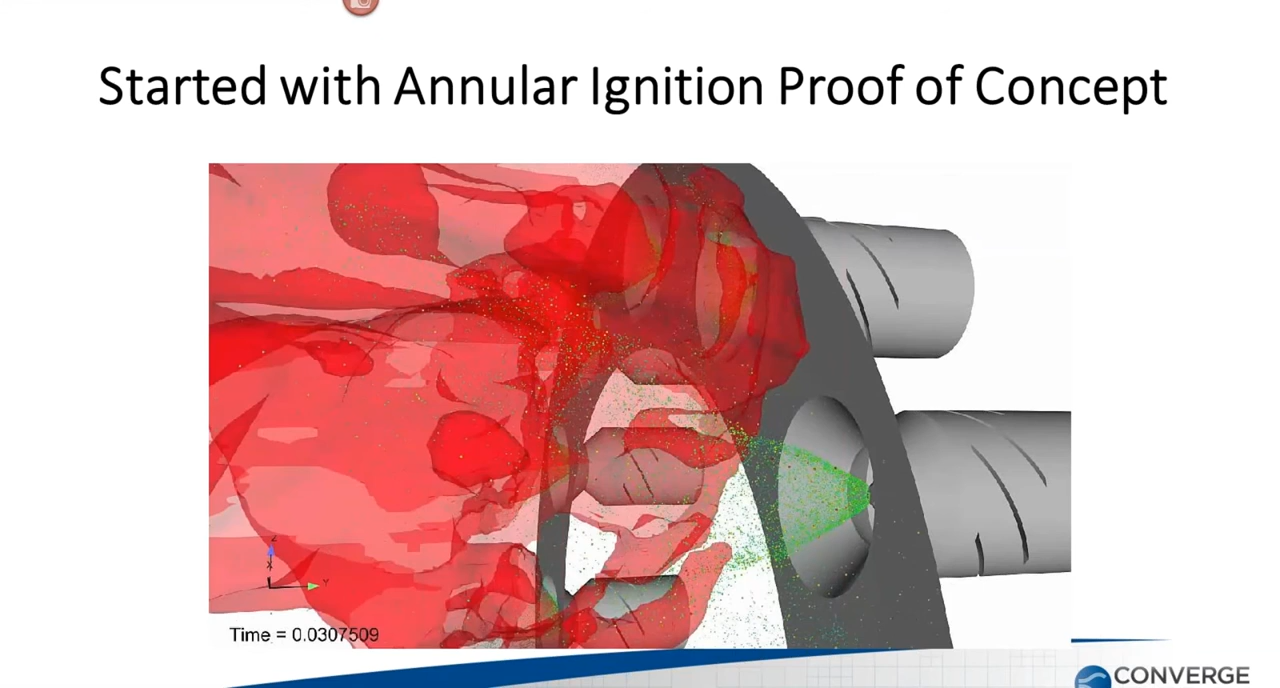 Started with Annular Ignition Proof of Concept
Z
X
Y
Time = 0.0307509
CONVERGE